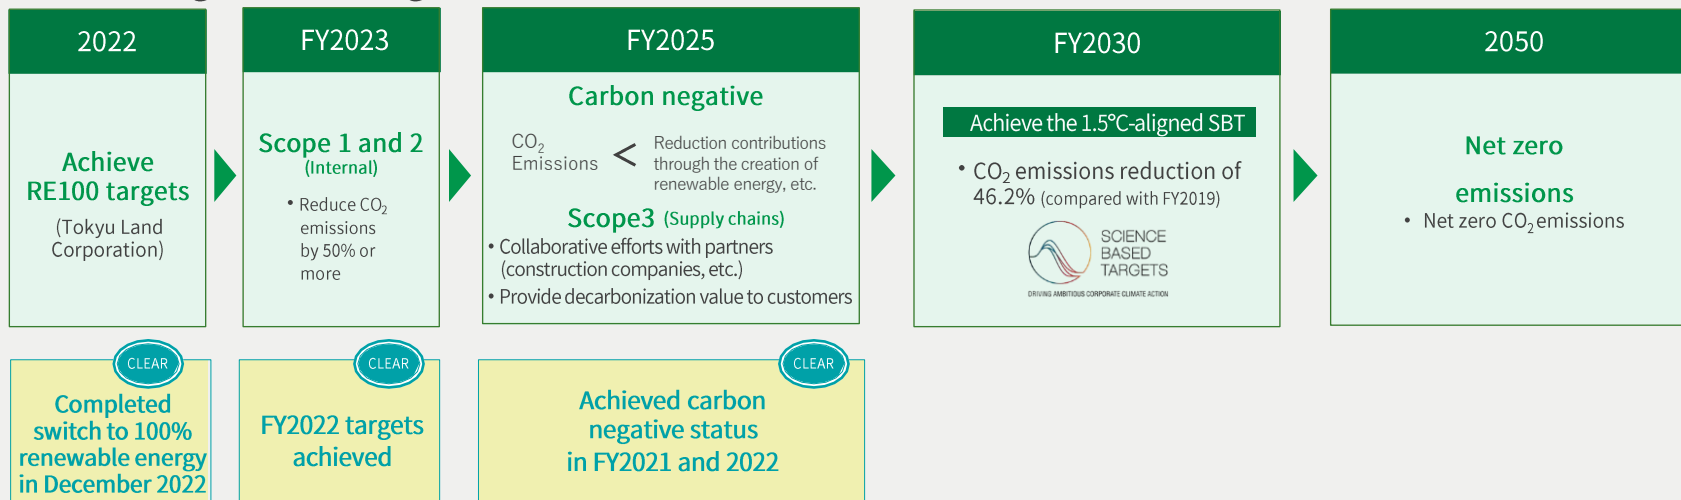 2022
Achieve
RE100 targets
(Tokyu Land
Corporation)
FY2023
Scope 1 and 2
(Internal)
• Reduce CO2
emissions
by 50% or
more
FY2025
Carbon negative
CO2
Emissions
<
Reduction contributions
through the creation of
renewable energy, etc.
Scope3 (Supply chains)
• Collaborative efforts with partners
(construction companies, etc.)
• Provide decarbonization value to customers
FY2030
Achieve the 1.5℃-aligned SBT
• CO2 emissions reduction of
46.2% (compared with FY2019)
SCIENCE
BASED
TARGETS
DRIVING AMBITIOUS CORPORATE CLIMATE ACTION
2050
Net zero
emissions
• Net zero CO2 emissions
CLEAR
Completed
switch to 100%
renewable energy
in December 2022
CLEAR
FY2022 targets
achieved
CLEAR
Achieved carbon
negative status
in FY2021 and 2022